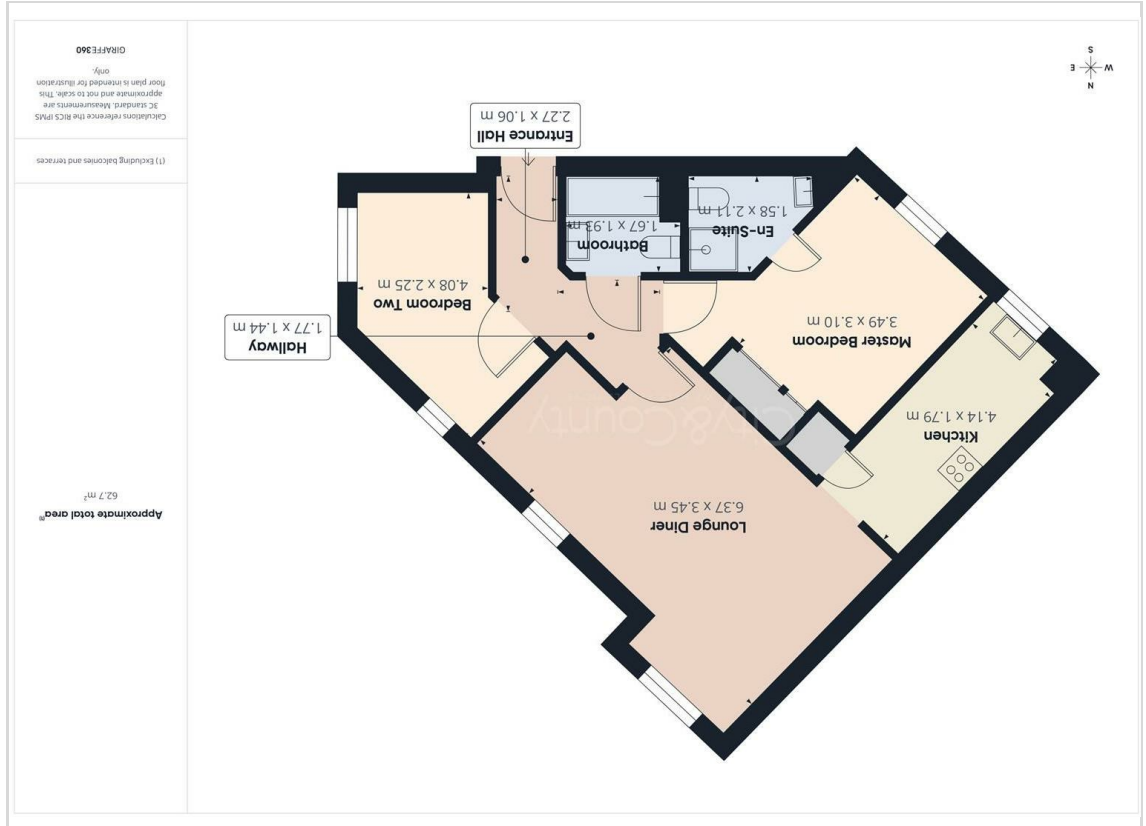 Lounge Diner
6.37 x 3.45 m
Kitchen
4.14 x 1.79 m
City&County
Master Bedroom
3.49 x 3.10 m
Hallway
1.77 x 1.44 m
Bedroom Two
4.08 x 2.25 m
En-Suite
1.58 x 2.11 m
Bathroom
1.67 x 1.93 m
Entrance Hall
2.27 x 1.06 m
N
W
E
S
Approximate total area(1)
62.7 m²
(1) Excluding balconies and terraces
Calculations reference the RICS IPMS
3C standard. Measurements are
approximate and not to scale. This
floor plan is intended for illustration
only.
GIRAFFE360